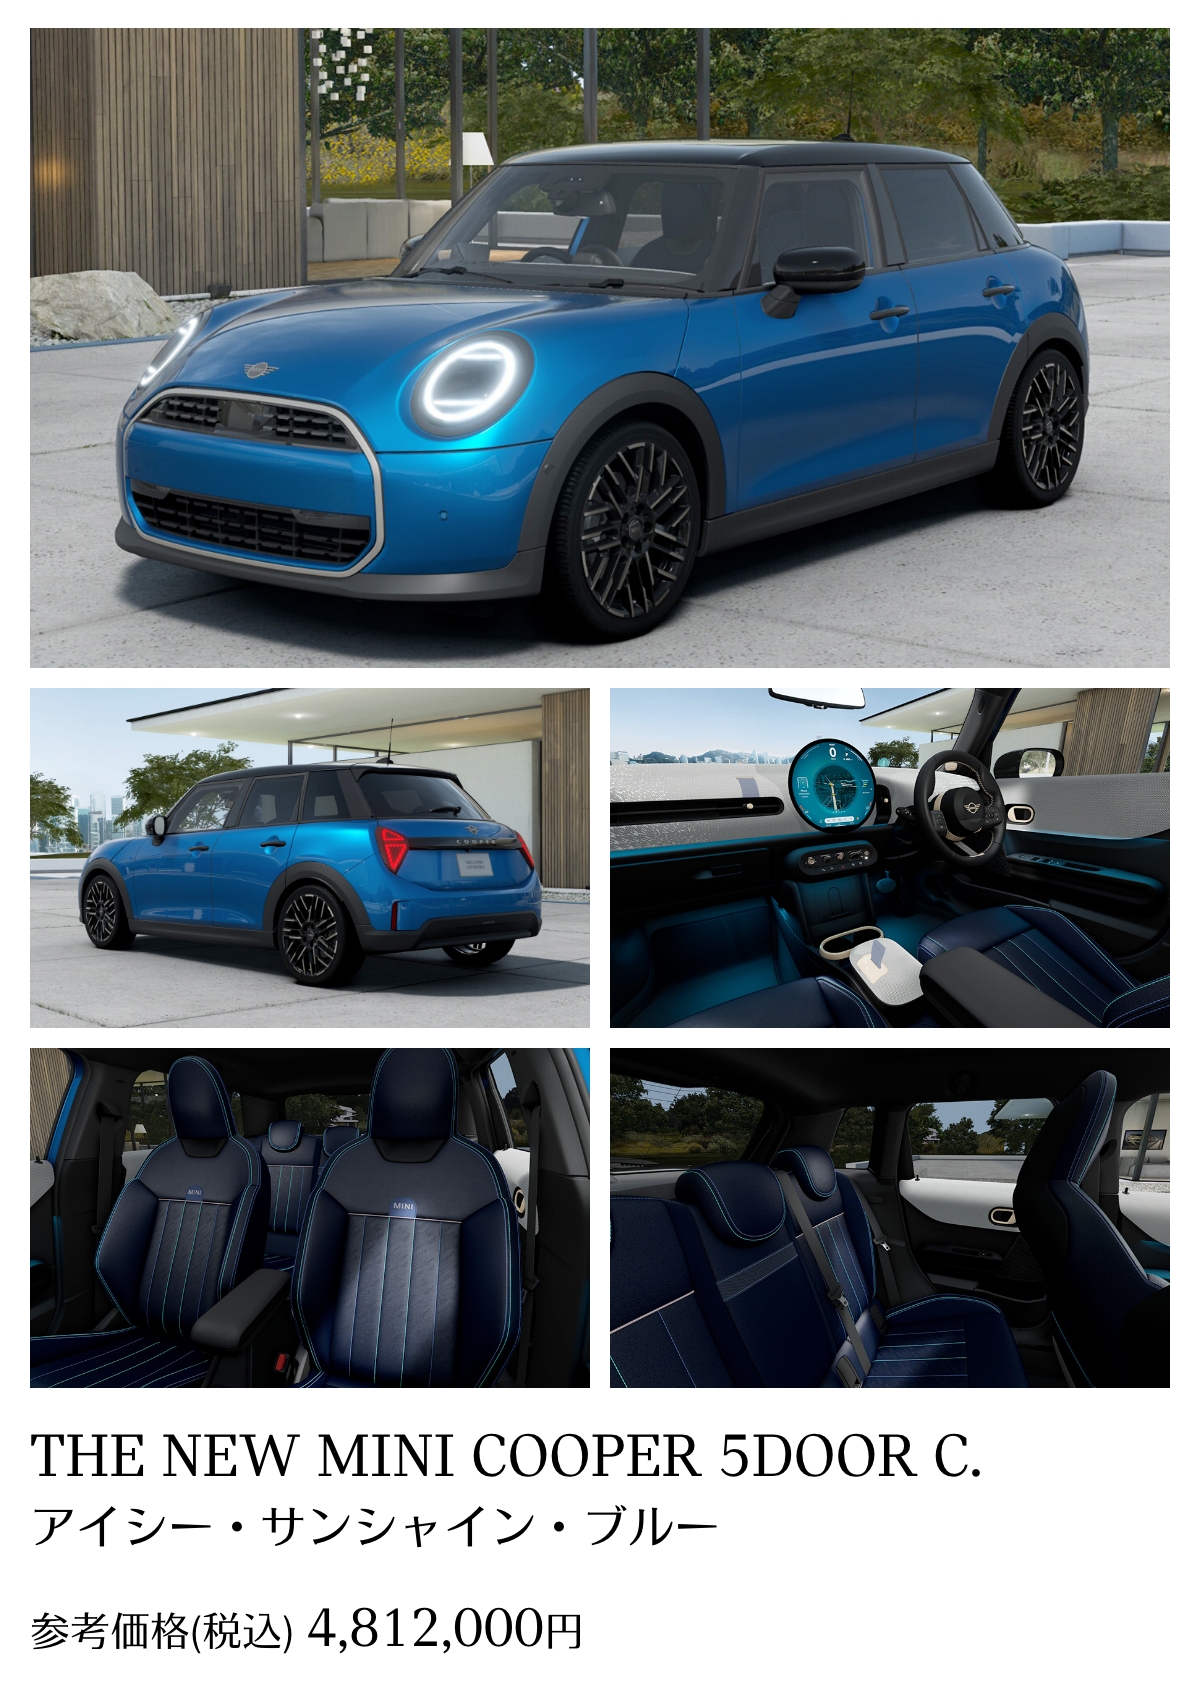 COOPER
MINI
MINI
THE NEW MINI COOPER 5DOOR C.
アイシー・サンシャイン・ブルー
参考価格(税込) 4,812,000円